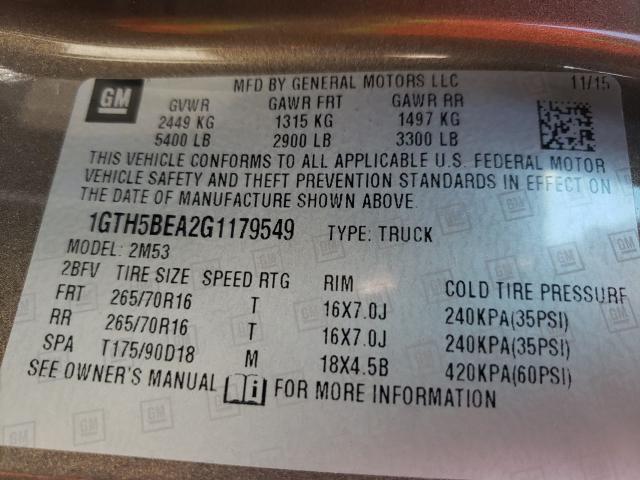 GM
MFD BY GENERAL MOTORS LLC 11/15
GVWR GAWR FRT GAWR RR
2449 KG 1315 KG 1497 KG
5400 LB 2900 LB 3300 LB
THIS VEHICLE CONFORMS TO ALL APPLICABLE U.S. FEDERAL MOTOR
VEHICLE SAFETY AND THEFT PREVENTION STANDARDS IN EFFECT ON
THE DATE OF MANUFACTURE SHOWN ABOVE.
1GTH5BEA2G1179549 TYPE: TRUCK
MODEL: 2M53
2BFV TIRE SIZE SPEED RTG RIM COLD TIRE PRESSURE
FRT 265/70R16 T 16X7.0J 240KPA(35PSI)
RR 265/70R16 T 16X7.0J 240KPA(35PSI)
SPA T175/90D18 M 18X4.5B 420KPA(60PSI)
SEE OWNER'S MANUAL i FOR MORE INFORMATION